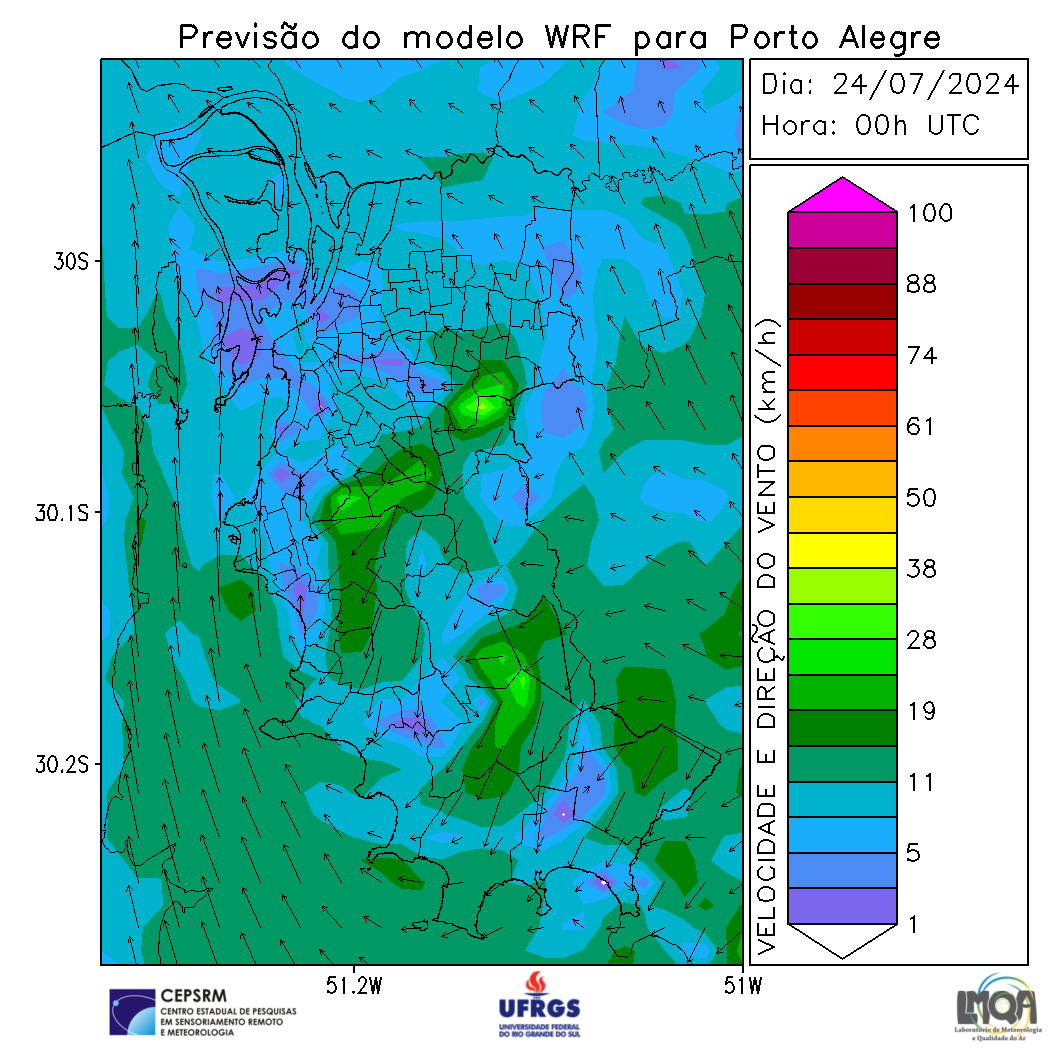 Previsão do modelo WRF para Porto Alegre
Dia: 24/07/2024
Hora: 00h UTC
30S
30.1S
30.2S
51.2W
51W
VELOCIDADE E DIREÇÃO DO VENTO (km/h)
100
88
74
61
50
38
28
19
11
5
1
CEPSRM
CENTRO ESTADUAL DE PESQUISAS
EM SENSORIAMENTO REMOTO
E METEOROLOGIA
UFRGS
UNIVERSIDADE FEDERAL
DO RIO GRANDE DO SUL
LMQA
Laboratório de Meteorologia
e Qualidade do Ar